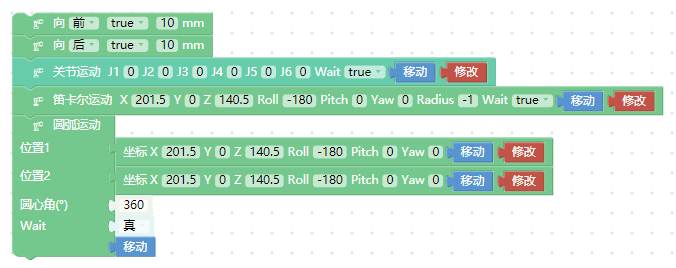 向 前 true 10 mm
向 后 true 10 mm
关节运动 J1 0 J2 0 J3 0 J4 0 J5 0 J6 0 Wait true 移动 修改
笛卡尔运动 X 201.5 Y 0 Z 140.5 Roll -180 Pitch 0 Yaw 0 Radius -1 Wait true 移动 修改
圆弧运动
位置1 坐标 X 201.5 Y 0 Z 140.5 Roll -180 Pitch 0 Yaw 0 移动 修改
位置2 坐标 X 201.5 Y 0 Z 140.5 Roll -180 Pitch 0 Yaw 0 移动 修改
圆心角(°) 360
Wait 真
移动